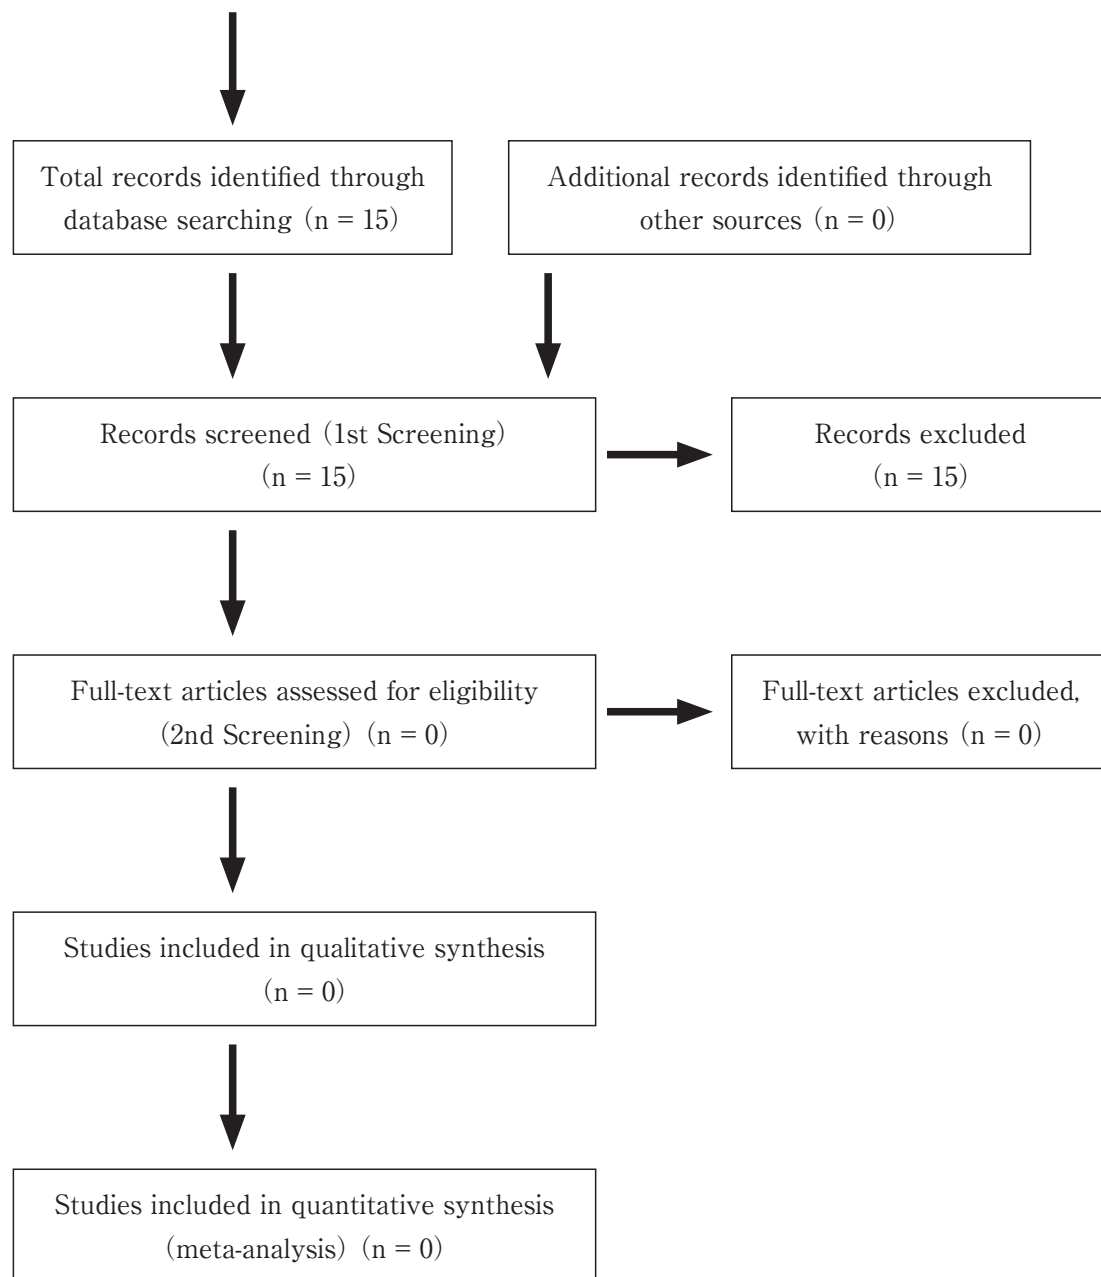 Total records identified through
database searching (n = 15)
Additional records identified through
other sources (n = 0)
Records screened (1st Screening)
(n = 15)
Records excluded
(n = 15)
Full-text articles assessed for eligibility
(2nd Screening) (n = 0)
Full-text articles excluded,
with reasons (n = 0)
Studies included in qualitative synthesis
(n = 0)
Studies included in quantitative synthesis
(meta-analysis) (n = 0)